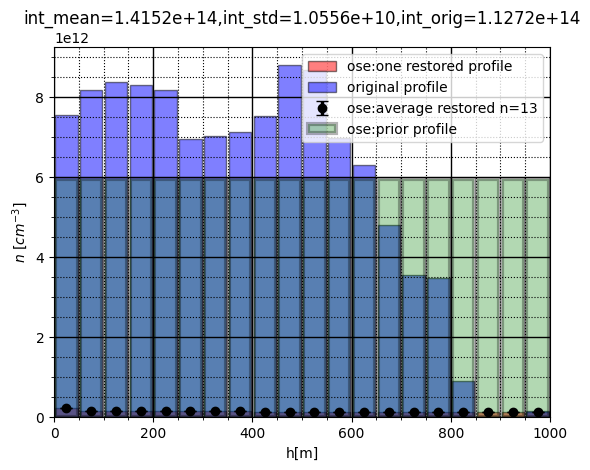 int_mean=1.4152e+14,int_std=1.0556e+10,int_orig=1.1272e+14
1e12
ose:one restored profile
original profile
ose:average restored n=13
ose:prior profile
8
6
4
2
0
n [cm⁻³]
0 200 400 600 800 1000
h[m]